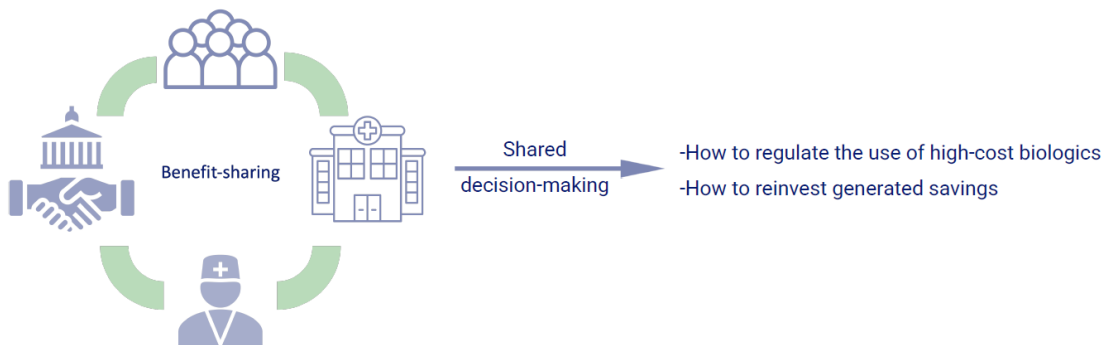 Benefit-sharing
Shared
decision-making
-How to regulate the use of high-cost biologics
-How to reinvest generated savings